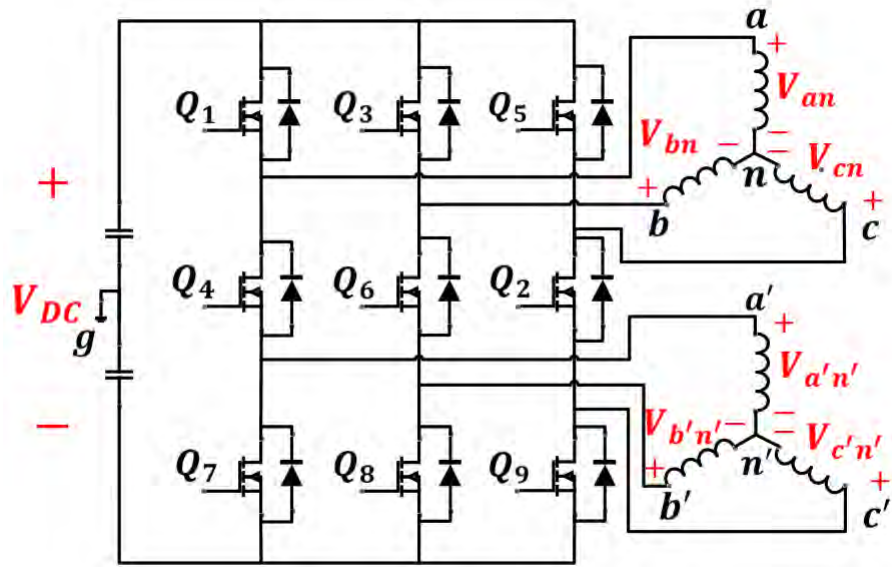 a
+
Q1 Q3 Q5
Van
Vbn − −
Vcn
+ + n +
b c
Q4 Q6 Q2
VDC
g
a'
+
Va'n'
−
Vb'n' − −
Vc'n'
Q7 Q8 Q9
+ n' +
b' c'